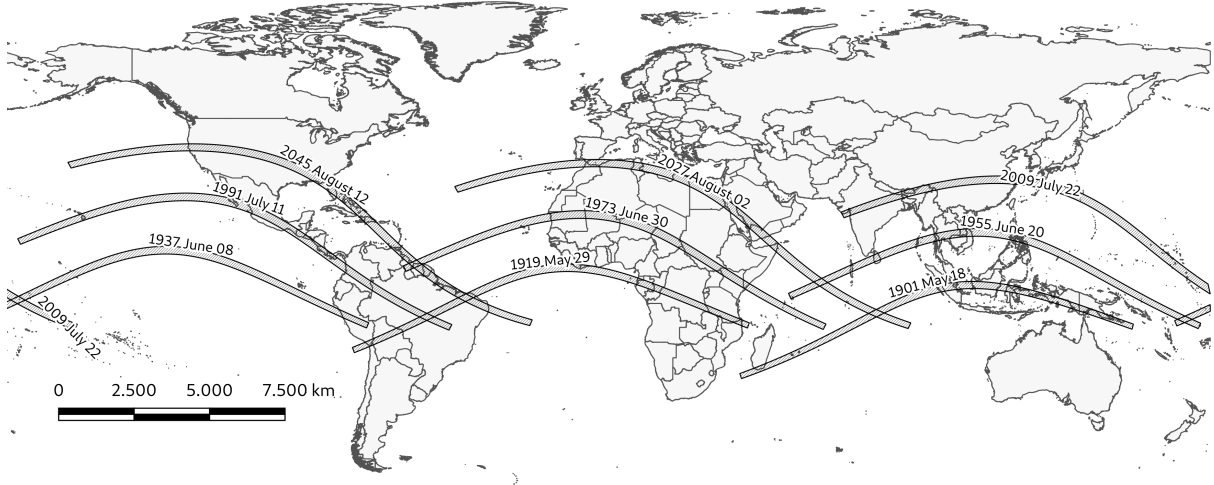 2045 August 12
2027 August 02
2009 July 22
1991 July 11
1973 June 30
1955 June 20
1937 June 08
1919 May 29
1901 May 18
2009 July 22
0 2.500 5.000 7.500 km